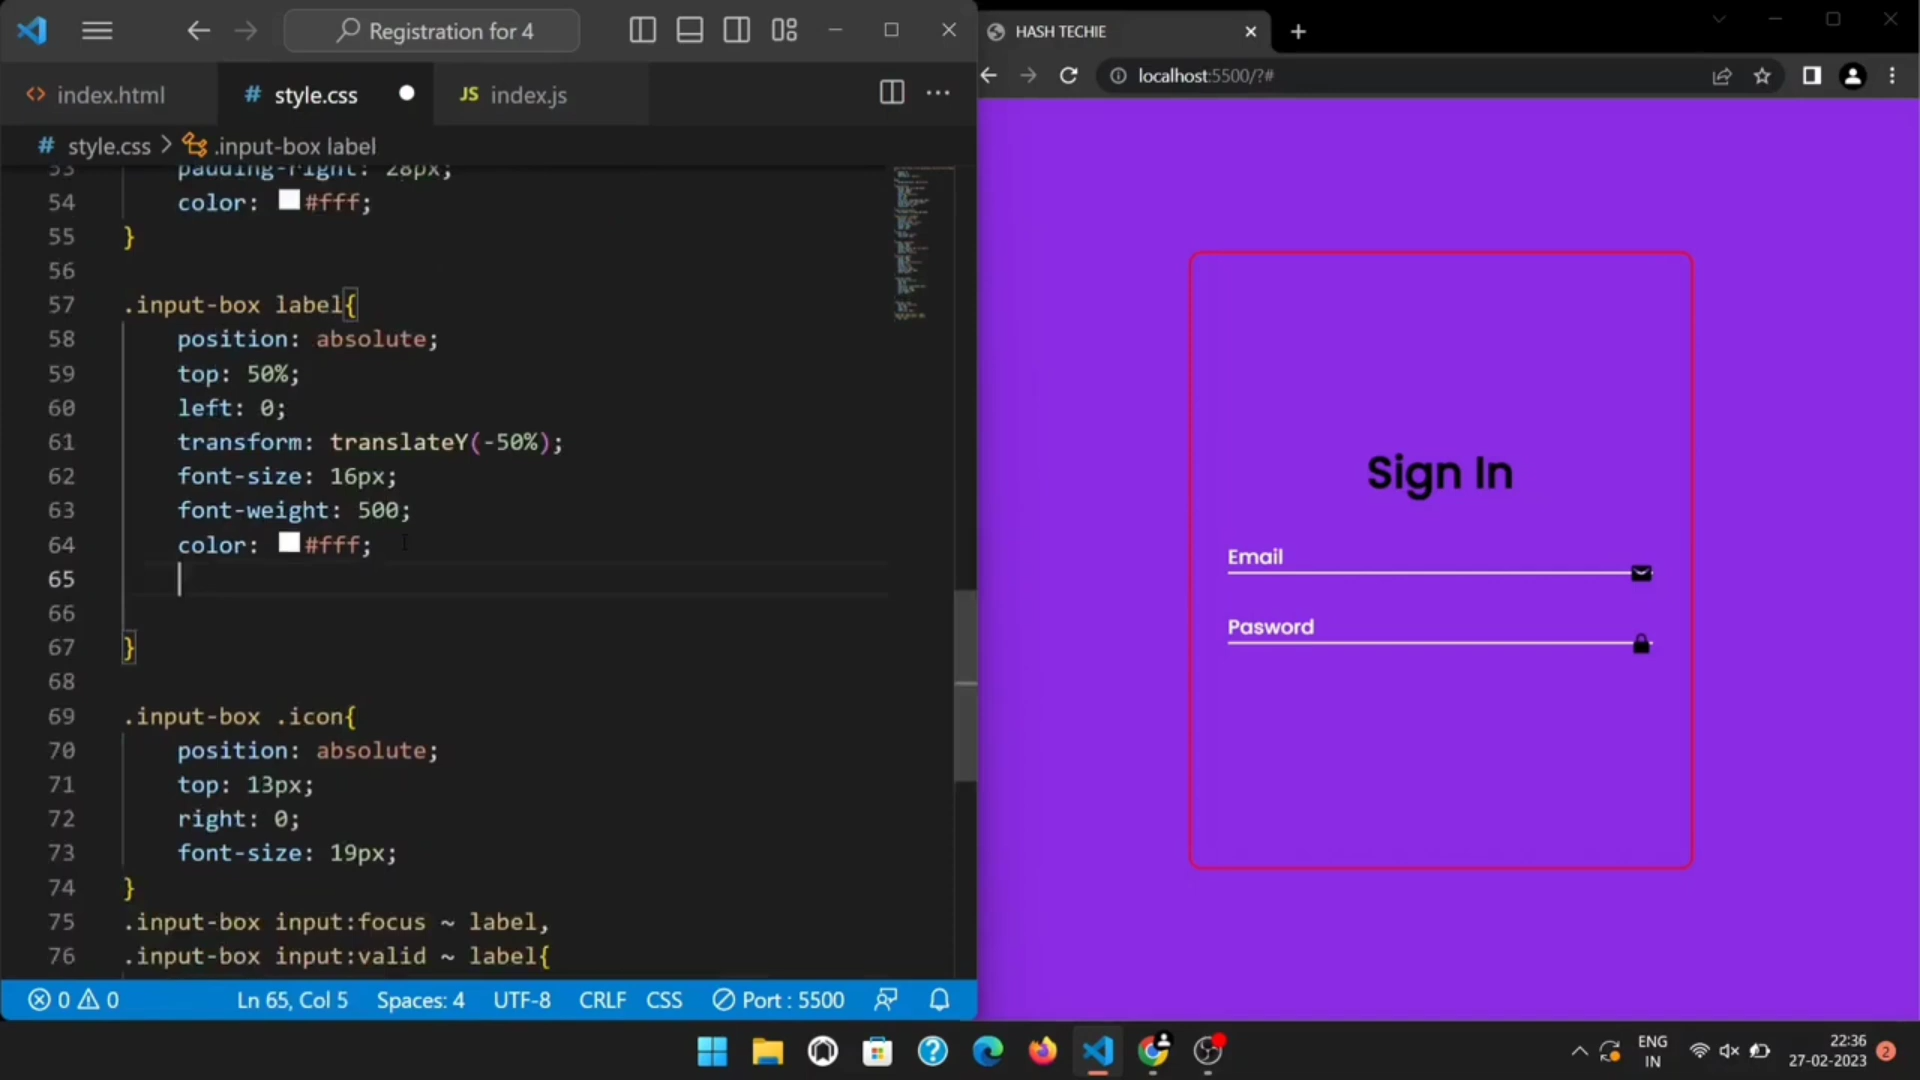 Registration for 4
index.html
# style.css
JS index.js
# style.css > .input-box label
53 padding-right: 28px;
54 color: #fff;
55 }
56
57 .input-box label{
58 position: absolute;
59 top: 50%;
60 left: 0;
61 transform: translateY(-50%);
62 font-size: 16px;
63 font-weight: 500;
64 color: #fff;
65
66
67 }
68
69 .input-box .icon{
70 position: absolute;
71 top: 13px;
72 right: 0;
73 font-size: 19px;
74 }
75 .input-box input:focus ~ label,
76 .input-box input:valid ~ label{
0 0 Ln 65, Col 5 Spaces: 4 UTF-8 CRLF CSS Port : 5500
HASH TECHIE
localhost:5500/?#
Sign In
Email
Pasword
ENG
IN
22:36
27-02-2023
2